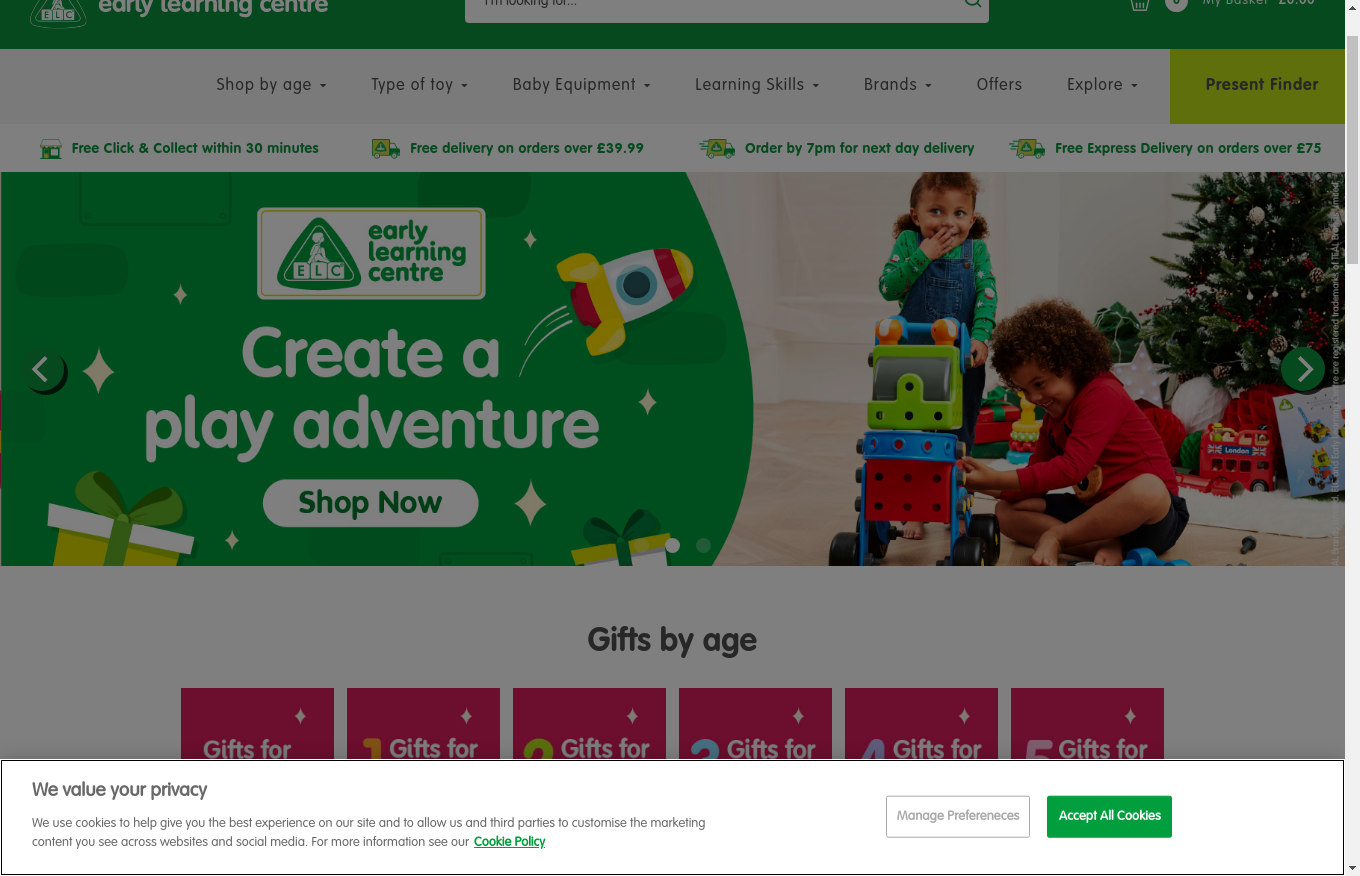 early learning centre
ELC
I'm looking for...
0
My Basket £0.00
Shop by age
Type of toy
Baby Equipment
Learning Skills
Brands
Offers
Explore
Present Finder
Free Click & Collect within 30 minutes
Free delivery on orders over £39.99
Order by 7pm for next day delivery
Free Express Delivery on orders over £75
ELC
early
learning
centre
Create a
play adventure
Shop Now
London
Gifts by age
Gifts for
1 Gifts for
2 Gifts for
3 Gifts for
4 Gifts for
5 Gifts for
We value your privacy
We use cookies to help give you the best experience on our site and to allow us and third parties to customise the marketing
content you see across websites and social media. For more information see our Cookie Policy
Manage Prefereneces
Accept All Cookies